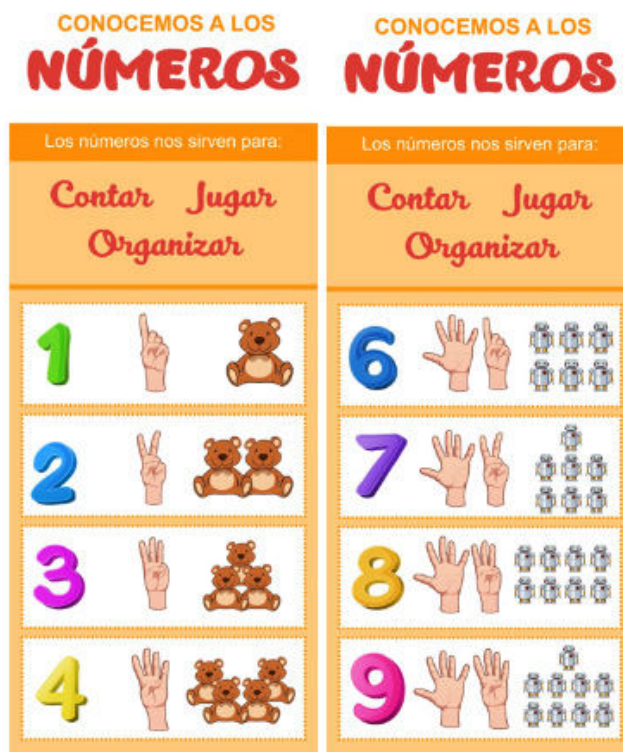 CONOCEMOS A LOS
NÚMEROS
Los números nos sirven para:
Contar Jugar
Organizar
1
2
3
4
CONOCEMOS A LOS
NÚMEROS
Los números nos sirven para:
Contar Jugar
Organizar
6
7
8
9